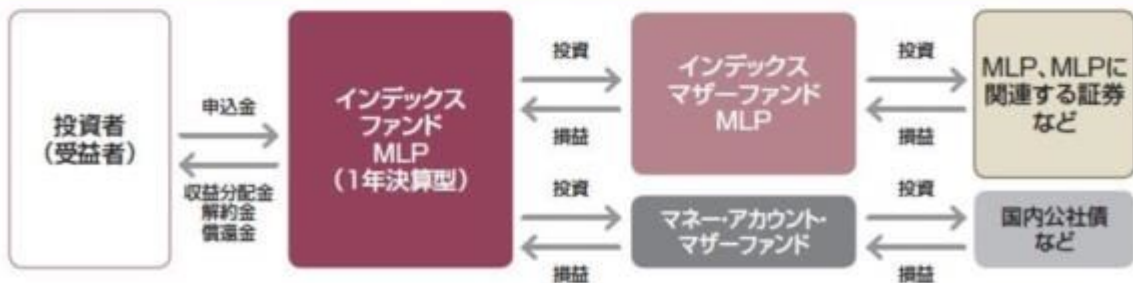 投資者
（受益者）
申込金
収益分配金
解約金
償還金
インデックス
ファンド
MLP
（1年決算型）
投資
損益
投資
損益
インデックス
マザーファンド
MLP
マネー・アカウント・
マザーファンド
投資
損益
投資
損益
MLP、MLPに
関連する証券
など
国内公社債
など